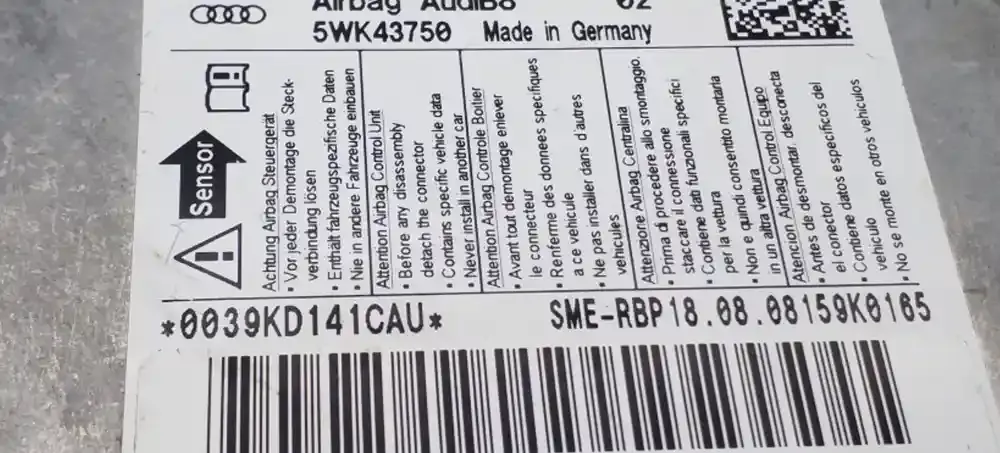 Airbag AudiB8 02
5WK43750 Made in Germany
Sensor
Achtung Airbag Steuergerät
• Vor jeder Demontage die Steck-
verbindung lösen
• Enthält fahrzeugspezifische Daten
• Nie in andere Fahrzeuge einbauen
Attention Airbag Control Unit
• Before any disassembly
detach the connector
• Contains specific vehicle data
• Never install in another car
Attention Airbag Controle Boitier
• Avant tout demontage enlever
le connecteur
• Renferme des donnees specifiques
a ce vehicule
• Ne pas installer dans d'autres
vehicules
Attenzione Airbag Centralina
• Prima di procedere allo smontaggio.
staccare il connessione
• Contiene dati funzionali specifici
per la vettura
• Non e quindi consentito montarla
in un altra vettura
Atencion Airbag Control Equipo
• Antes de desmontar, desconecta
el conector
• Contiene datos especificos del
vehiculo
• No se monte en otros vehiculos
*0039KD141CAU* SME-RBP18.08.08159K0165